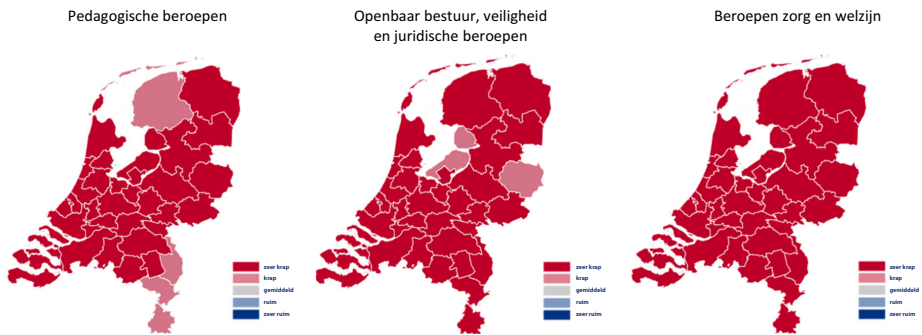 Pedagogische beroepen
Openbaar bestuur, veiligheid
en juridische beroepen
Beroepen zorg en welzijn
zeer krap
krap
gemiddeld
ruim
zeer ruim
zeer krap
krap
gemiddeld
ruim
zeer ruim
zeer krap
krap
gemiddeld
ruim
zeer ruim